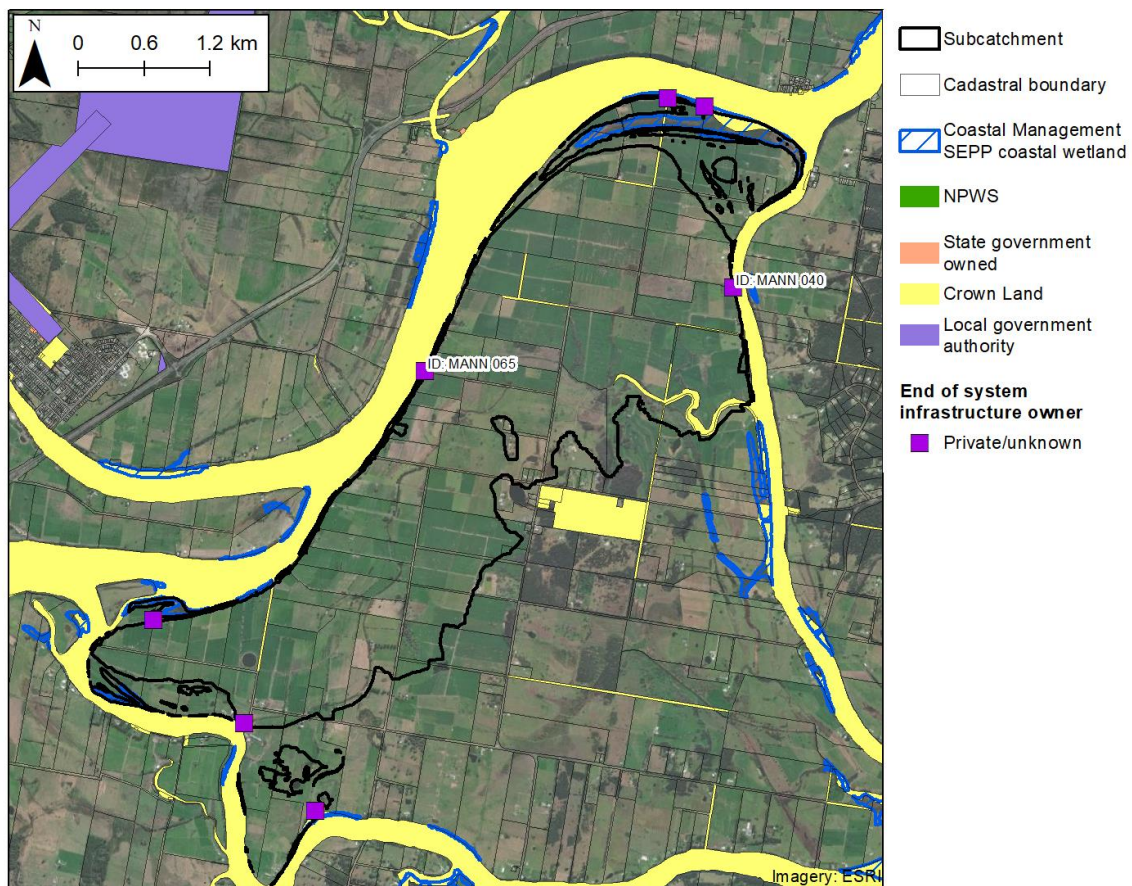 N
0 0.6 1.2 km
ID: MANN 040
ID: MANN 065
Imagery: ESRI
Subcatchment
Cadastral boundary
Coastal Management
SEPP coastal wetland
NPWS
State government
owned
Crown Land
Local government
authority
End of system
infrastructure owner
Private/unknown